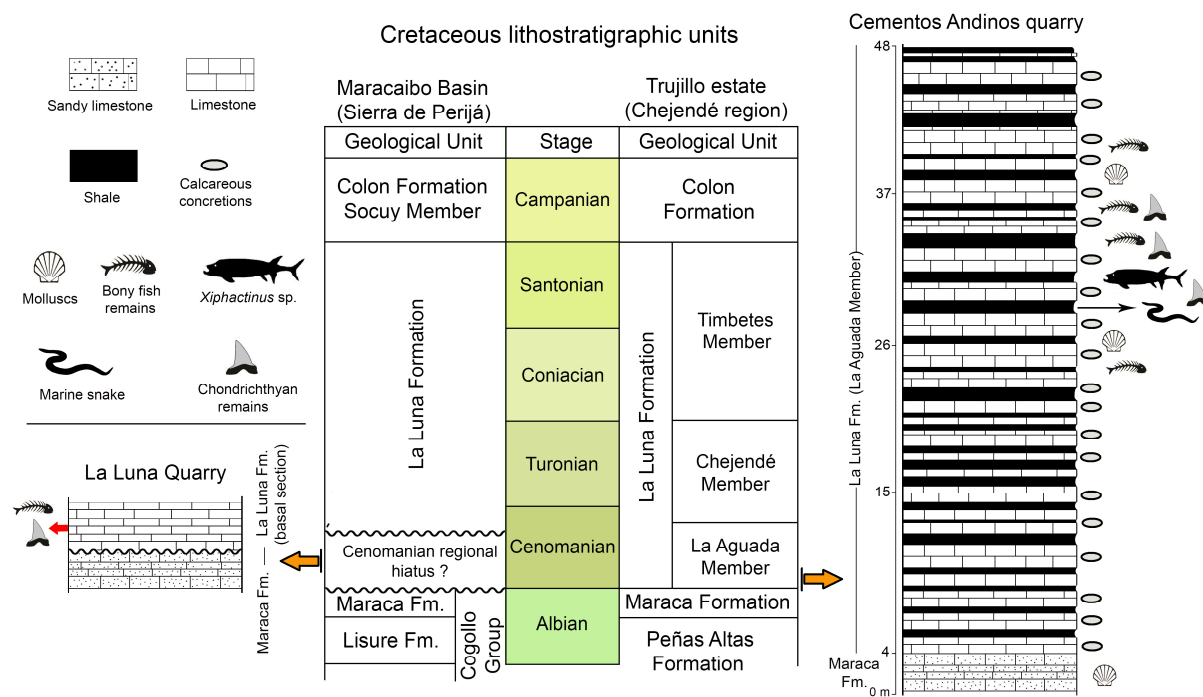 Cretaceous lithostratigraphic units
Cementos Andinos quarry
Sandy limestone
Limestone
Shale
Calcareous
concretions
Molluscs
Bony fish
remains
Xiphactinus sp.
Marine snake
Chondrichthyan
remains
La Luna Quarry
Maraca Fm.
La Luna Fm.
(basal section)
Maracaibo Basin
(Sierra de Perijá)
Trujillo estate
(Chejendé region)
Geological Unit
Stage
Geological Unit
Colon Formation
Socuy Member
Campanian
Colon
Formation
La Luna Formation
Santonian
Coniacian
Turonian
Cenomanian
Albian
La Luna Formation
Timbetes
Member
Chejendé
Member
La Aguada
Member
Cenomanian regional
hiatus ?
Maraca Fm.
Lisure Fm.
Cogollo
Group
Maraca Formation
Peñas Altas
Formation
48
37
26
15
4
0 m
La Luna Fm. (La Aguada Member)
Maraca
Fm.